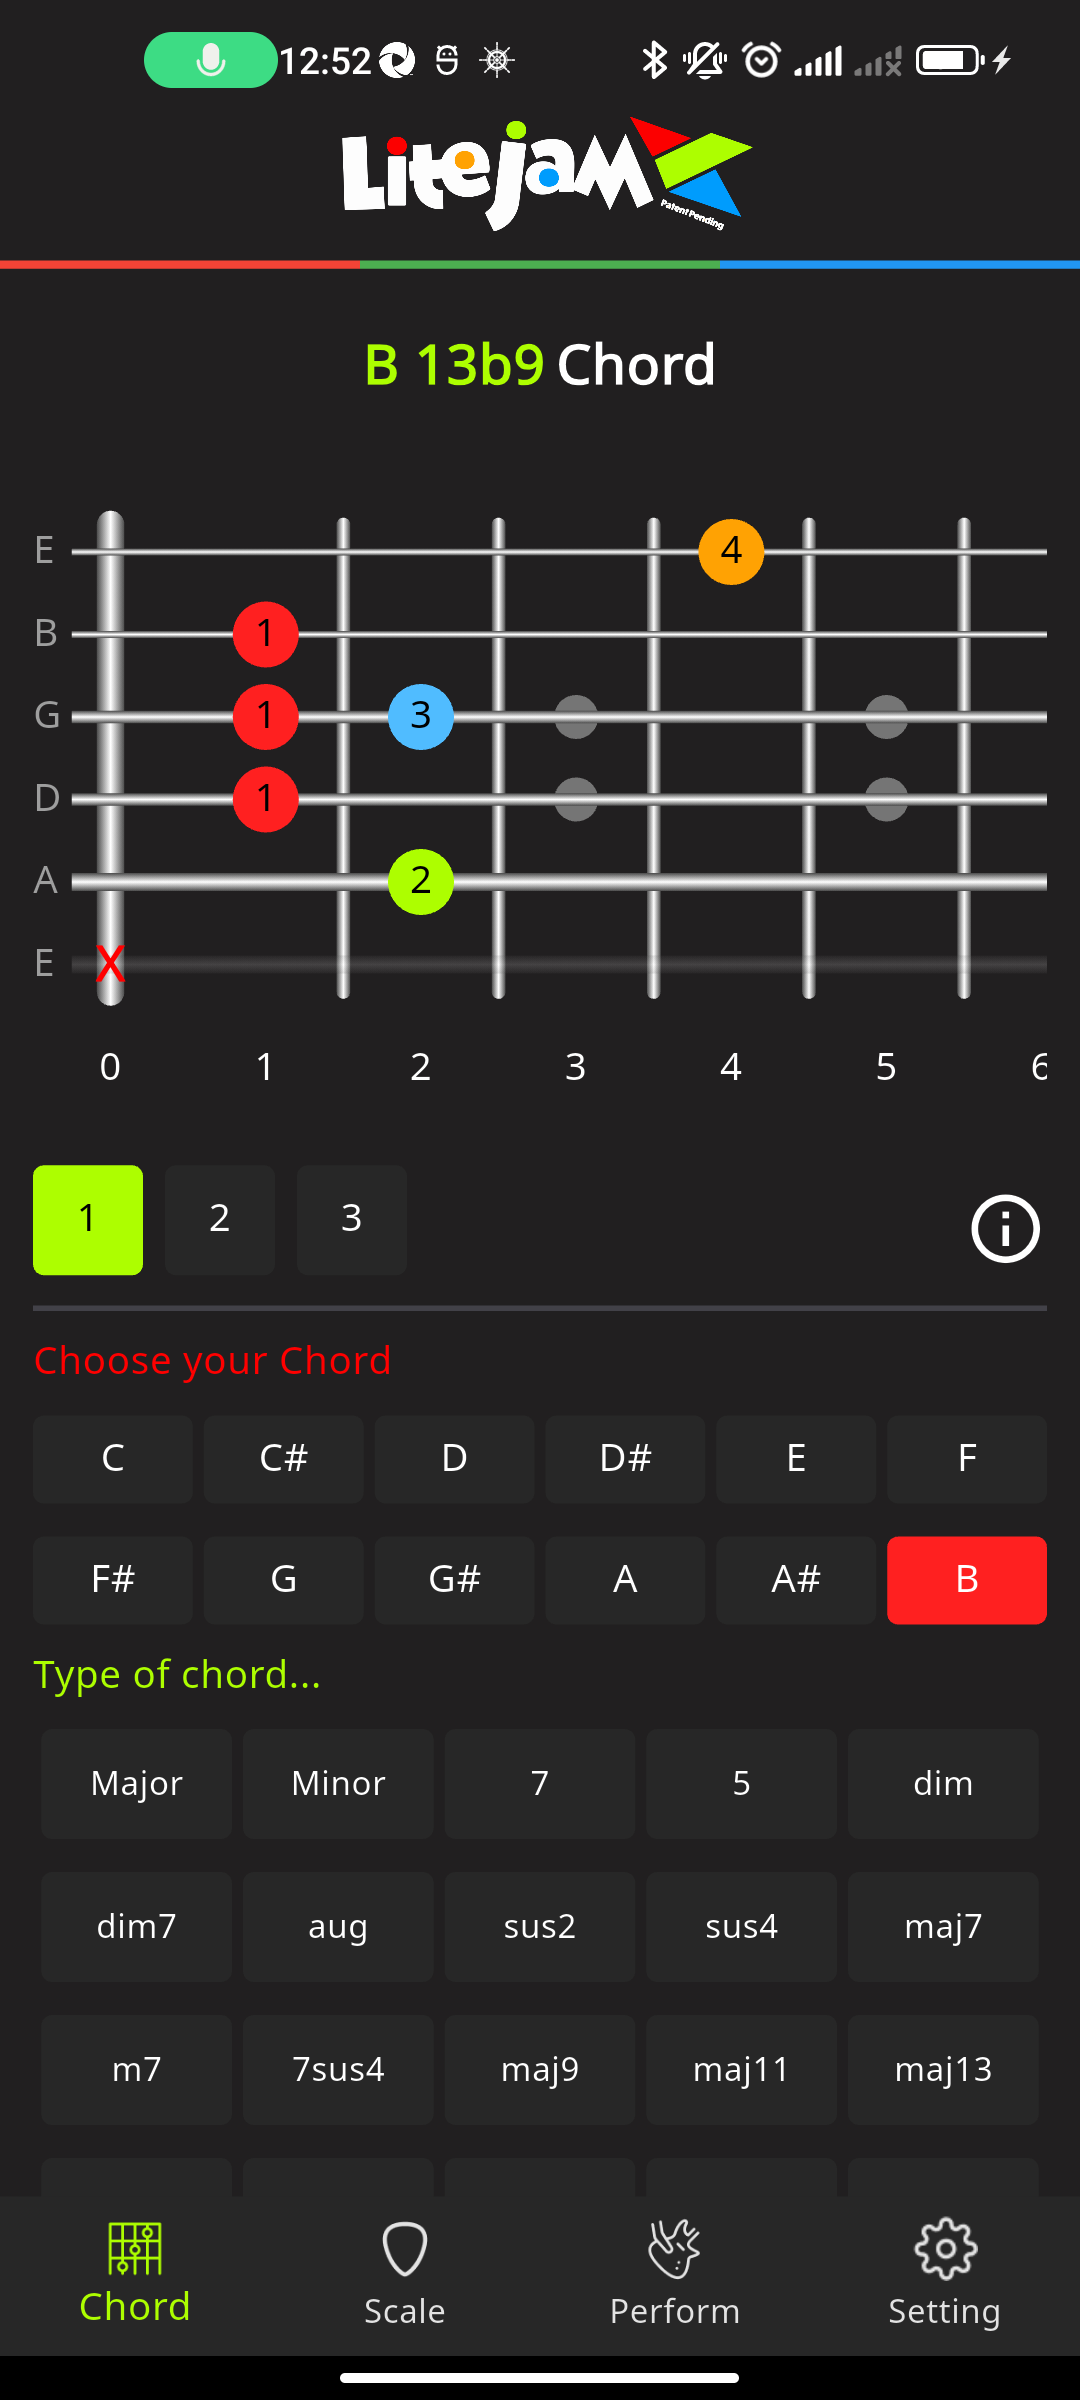 12:52
Litejam
Patent Pending
B 13b9 Chord
E 4
B 1
G 1 3
D 1
A 2
E X
0 1 2 3 4 5 6
1 2 3
Choose your Chord
C C# D D# E F
F# G G# A A# B
Type of chord...
Major Minor 7 5 dim
dim7 aug sus2 sus4 maj7
m7 7sus4 maj9 maj11 maj13
Chord Scale Perform Setting